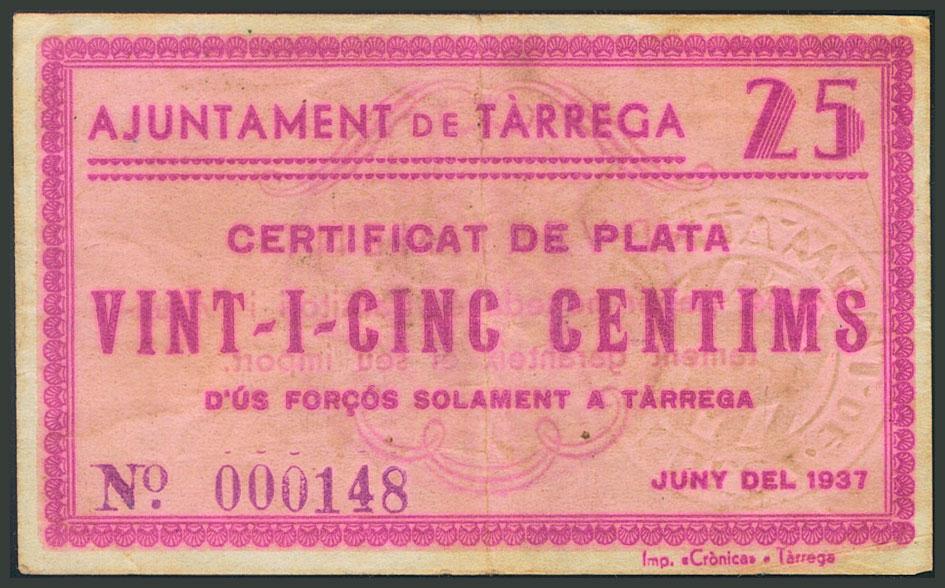 AJUNTAMENT DE TÀRREGA 25
CERTIFICAT DE PLATA
VINT-I-CINC CENTIMS
D'ÚS FORÇÓS SOLAMENT A TÀRREGA
Nº. 000148
JUNY DEL 1937
Imp. «Crònica» • Tàrrega